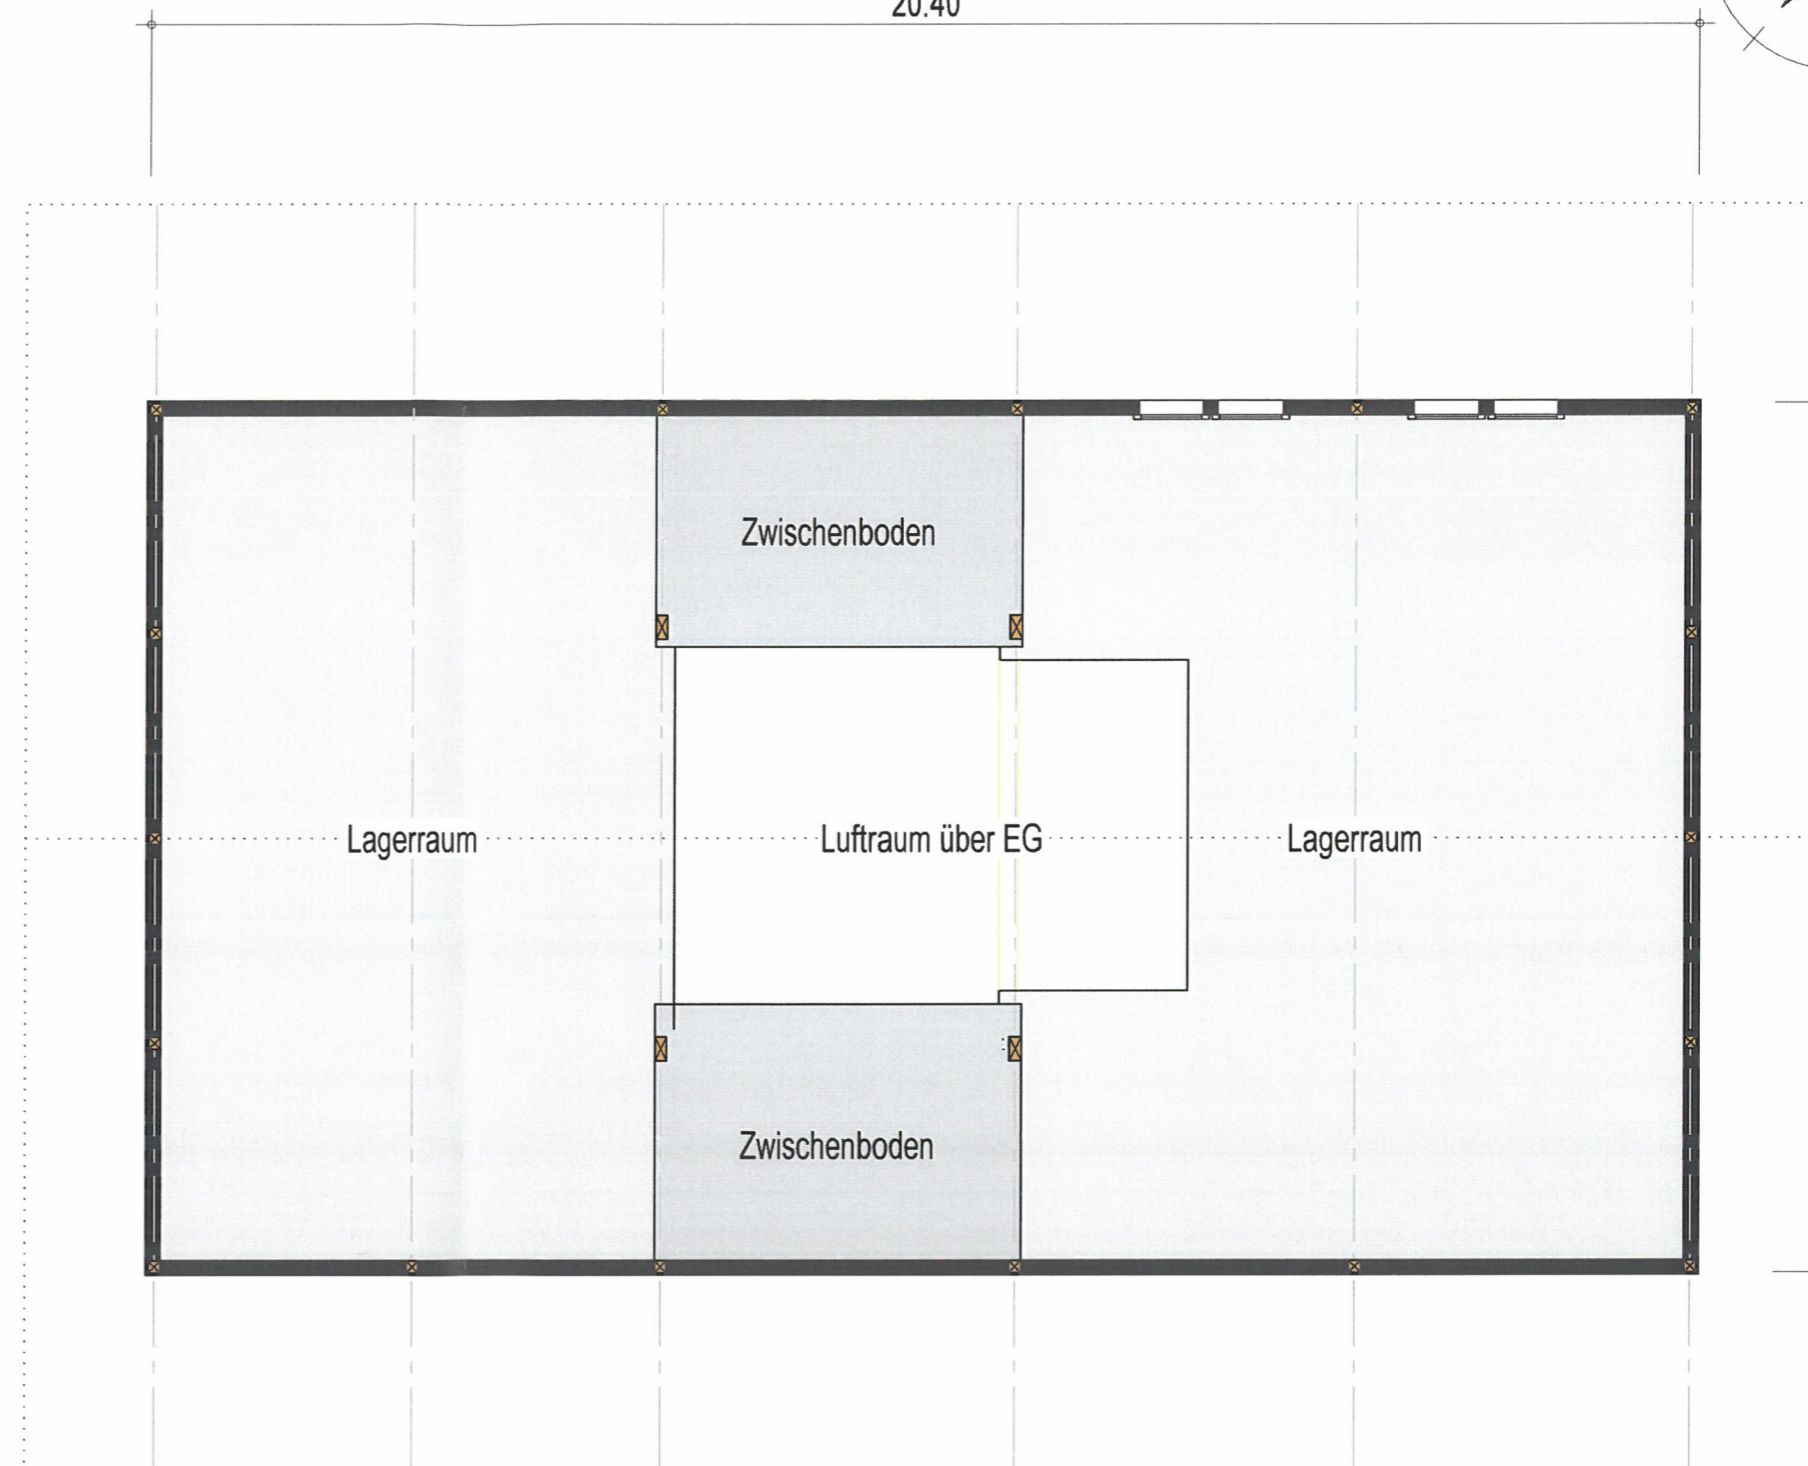 20.40
Zwischenboden
Lagerraum
Luftraum über EG
Lagerraum
Zwischenboden